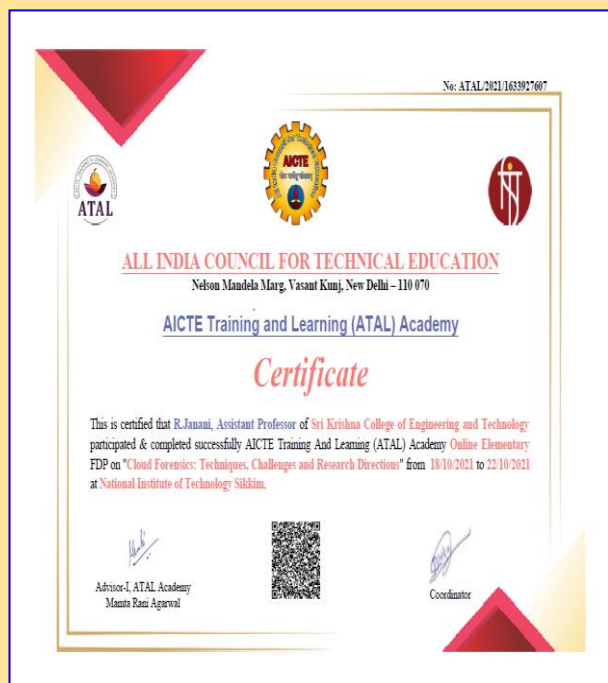 No: ATAL/2021/1633927607
ATAL
AICTE
ALL INDIA COUNCIL FOR TECHNICAL EDUCATION
Nelson Mandela Marg, Vasant Kunj, New Delhi – 110 070
AICTE Training and Learning (ATAL) Academy
Certificate
This is certified that R.Janani, Assistant Professor of Sri Krishna College of Engineering and Technology
participated & completed successfully AICTE Training And Learning (ATAL) Academy Online Elementary
FDP on "Cloud Forensics: Techniques, Challenges and Research Directions" from 18/10/2021 to 22/10/2021
at National Institute of Technology Sikkim.
Advisor-I, ATAL Academy
Mamta Rani Agarwal
Coordinator